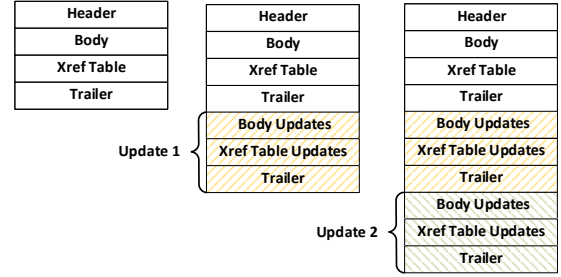 Header
Body
Xref Table
Trailer
Header
Body
Xref Table
Trailer
Update 1
Body Updates
Xref Table Updates
Trailer
Header
Body
Xref Table
Trailer
Body Updates
Xref Table Updates
Trailer
Update 2
Body Updates
Xref Table Updates
Trailer